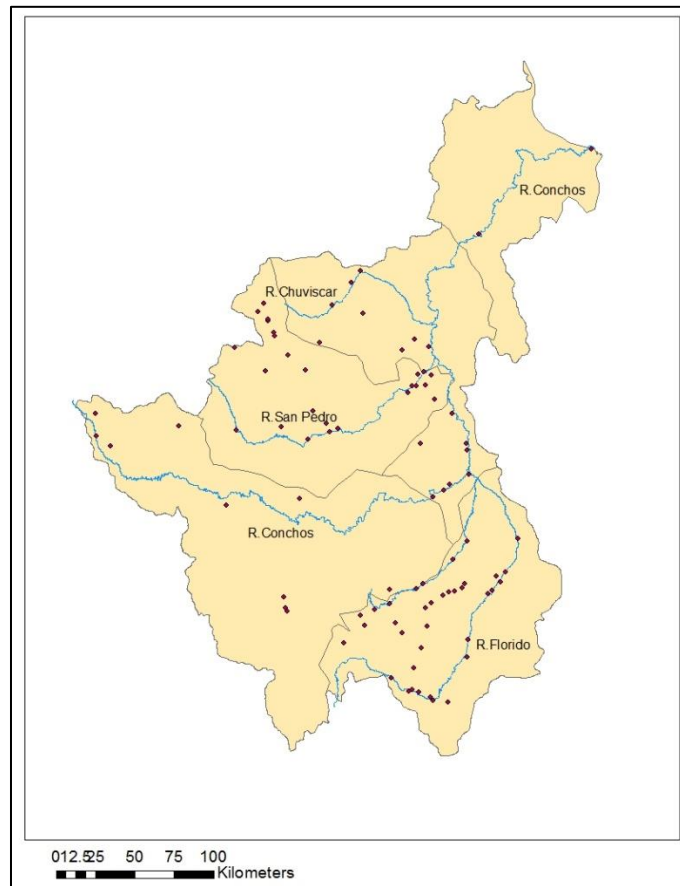 R.Conchos
R.Chuviscar
R.San Pedro
R.Conchos
R.Florido
012.525 50 75 100
Kilometers